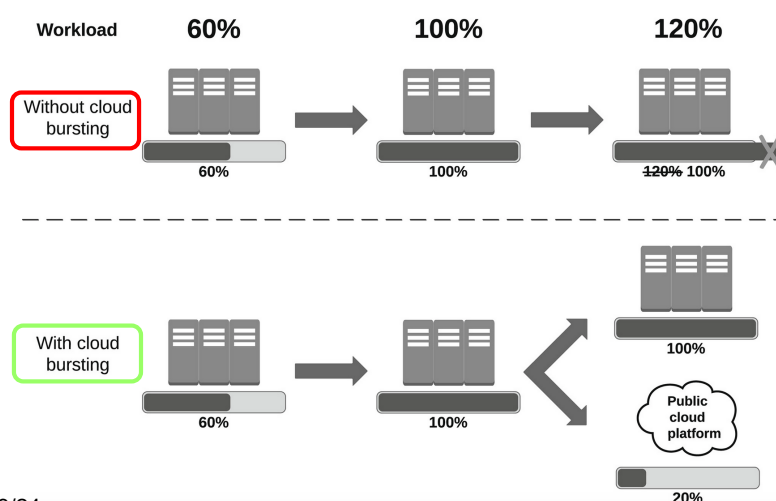 Workload 60% 100% 120%
Without cloud
bursting
60% 100% 120% 100%
With cloud
bursting
60% 100%
100%
Public
cloud
platform
20%